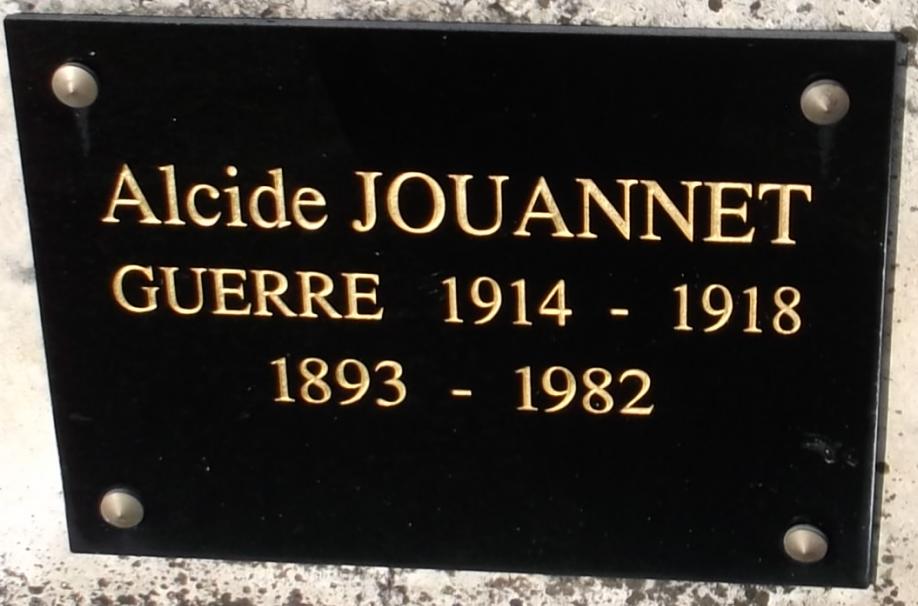 Alcide JOUANNET
GUERRE 1914 - 1918
1893 - 1982